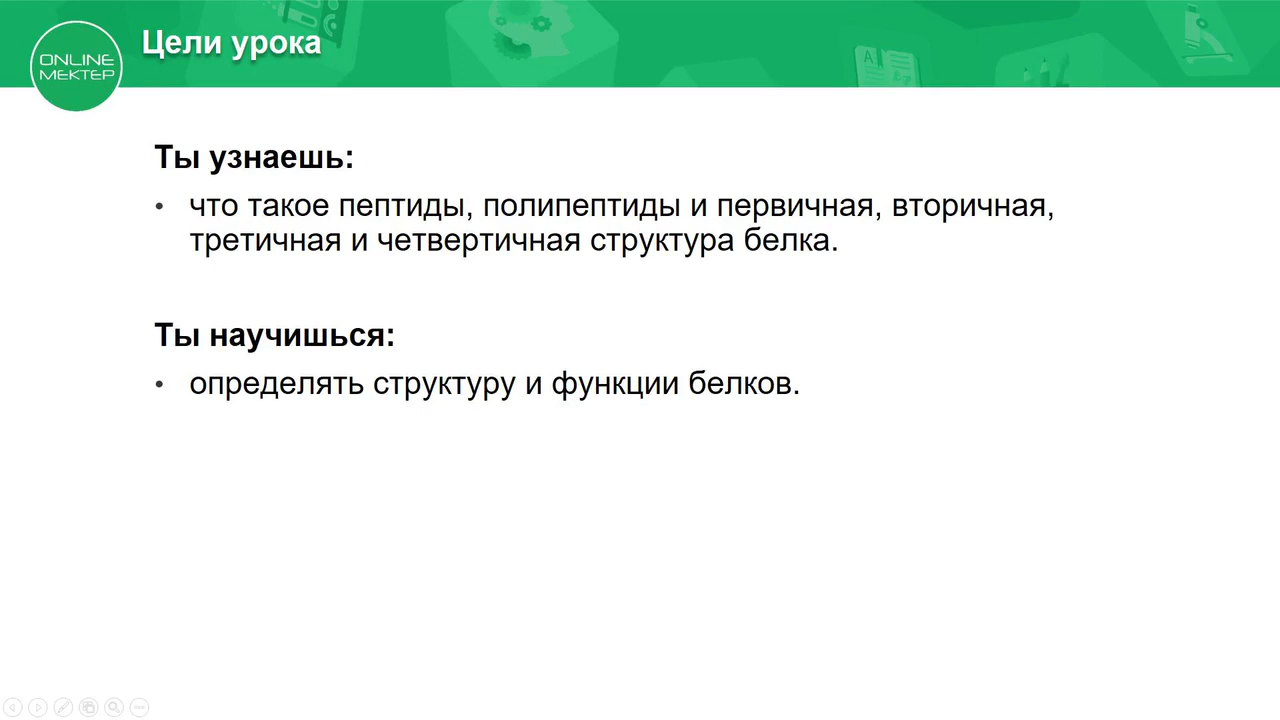 Цели урока
ONLINE
МЕКТЕР
Ты узнаешь:
• что такое пептиды, полипептиды и первичная, вторичная,
третичная и четвертичная структура белка.
Ты научишься:
• определять структуру и функции белков.